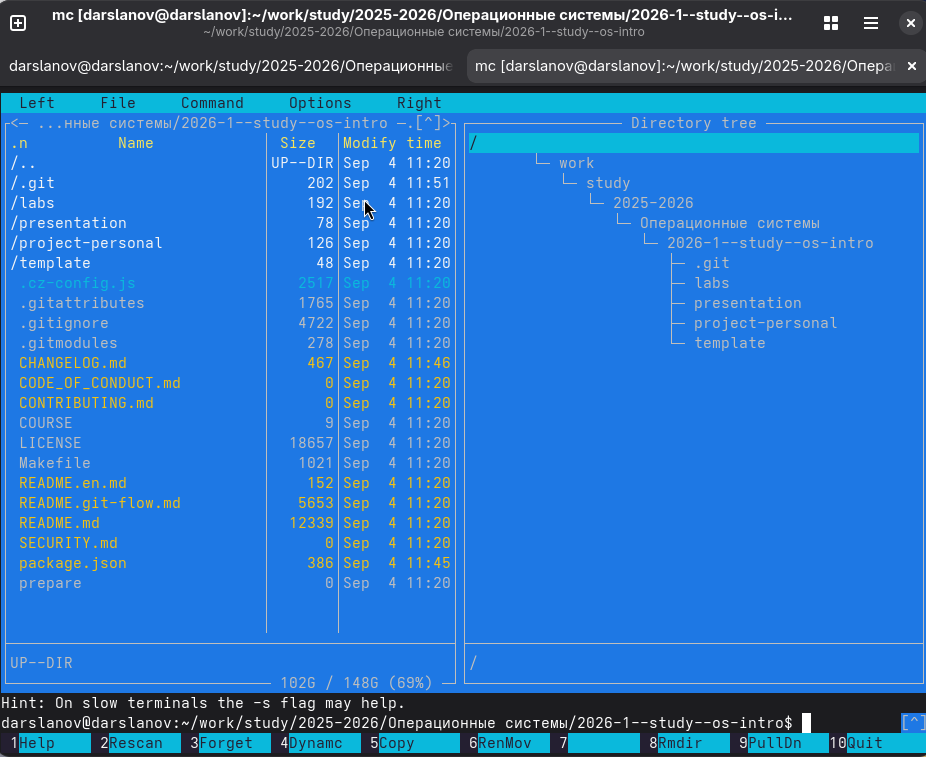 mc [darslanov@darslanov]:~/work/study/2025-2026/Операционные системы/2026-1--study--os-i...
~/work/study/2025-2026/Операционные системы/2026-1--study--os-intro
darslanov@darslanov:~/work/study/2025-2026/Операционные
mc [darslanov@darslanov]:~/work/study/2025-2026/Опера
Left File Command Options Right
<─ ...нные системы/2026-1--study--os-intro ─.[^]>
.n Name Size Modify time
/.. UP--DIR Sep 4 11:20
/.git 202 Sep 4 11:51
/labs 192 Sep 4 11:20
/presentation 78 Sep 4 11:20
/project-personal 126 Sep 4 11:20
/template 48 Sep 4 11:20
.cz-config.js 2517 Sep 4 11:20
.gitattributes 1765 Sep 4 11:20
.gitignore 4722 Sep 4 11:20
.gitmodules 278 Sep 4 11:20
CHANGELOG.md 467 Sep 4 11:46
CODE_OF_CONDUCT.md 0 Sep 4 11:20
CONTRIBUTING.md 0 Sep 4 11:20
COURSE 9 Sep 4 11:20
LICENSE 18657 Sep 4 11:20
Makefile 1021 Sep 4 11:20
README.en.md 152 Sep 4 11:20
README.git-flow.md 5653 Sep 4 11:20
README.md 12339 Sep 4 11:20
SECURITY.md 0 Sep 4 11:20
package.json 386 Sep 4 11:45
prepare 0 Sep 4 11:20
UP--DIR
102G / 148G (69%)
Directory tree
/
work
study
2025-2026
Операционные системы
2026-1--study--os-intro
.git
labs
presentation
project-personal
template
/
Hint: On slow terminals the -s flag may help.
darslanov@darslanov:~/work/study/2025-2026/Операционные системы/2026-1--study--os-intro$ [^]
1Help 2Rescan 3Forget 4Dynamc 5Copy 6RenMov 7 8Rmdir 9PullDn 10Quit